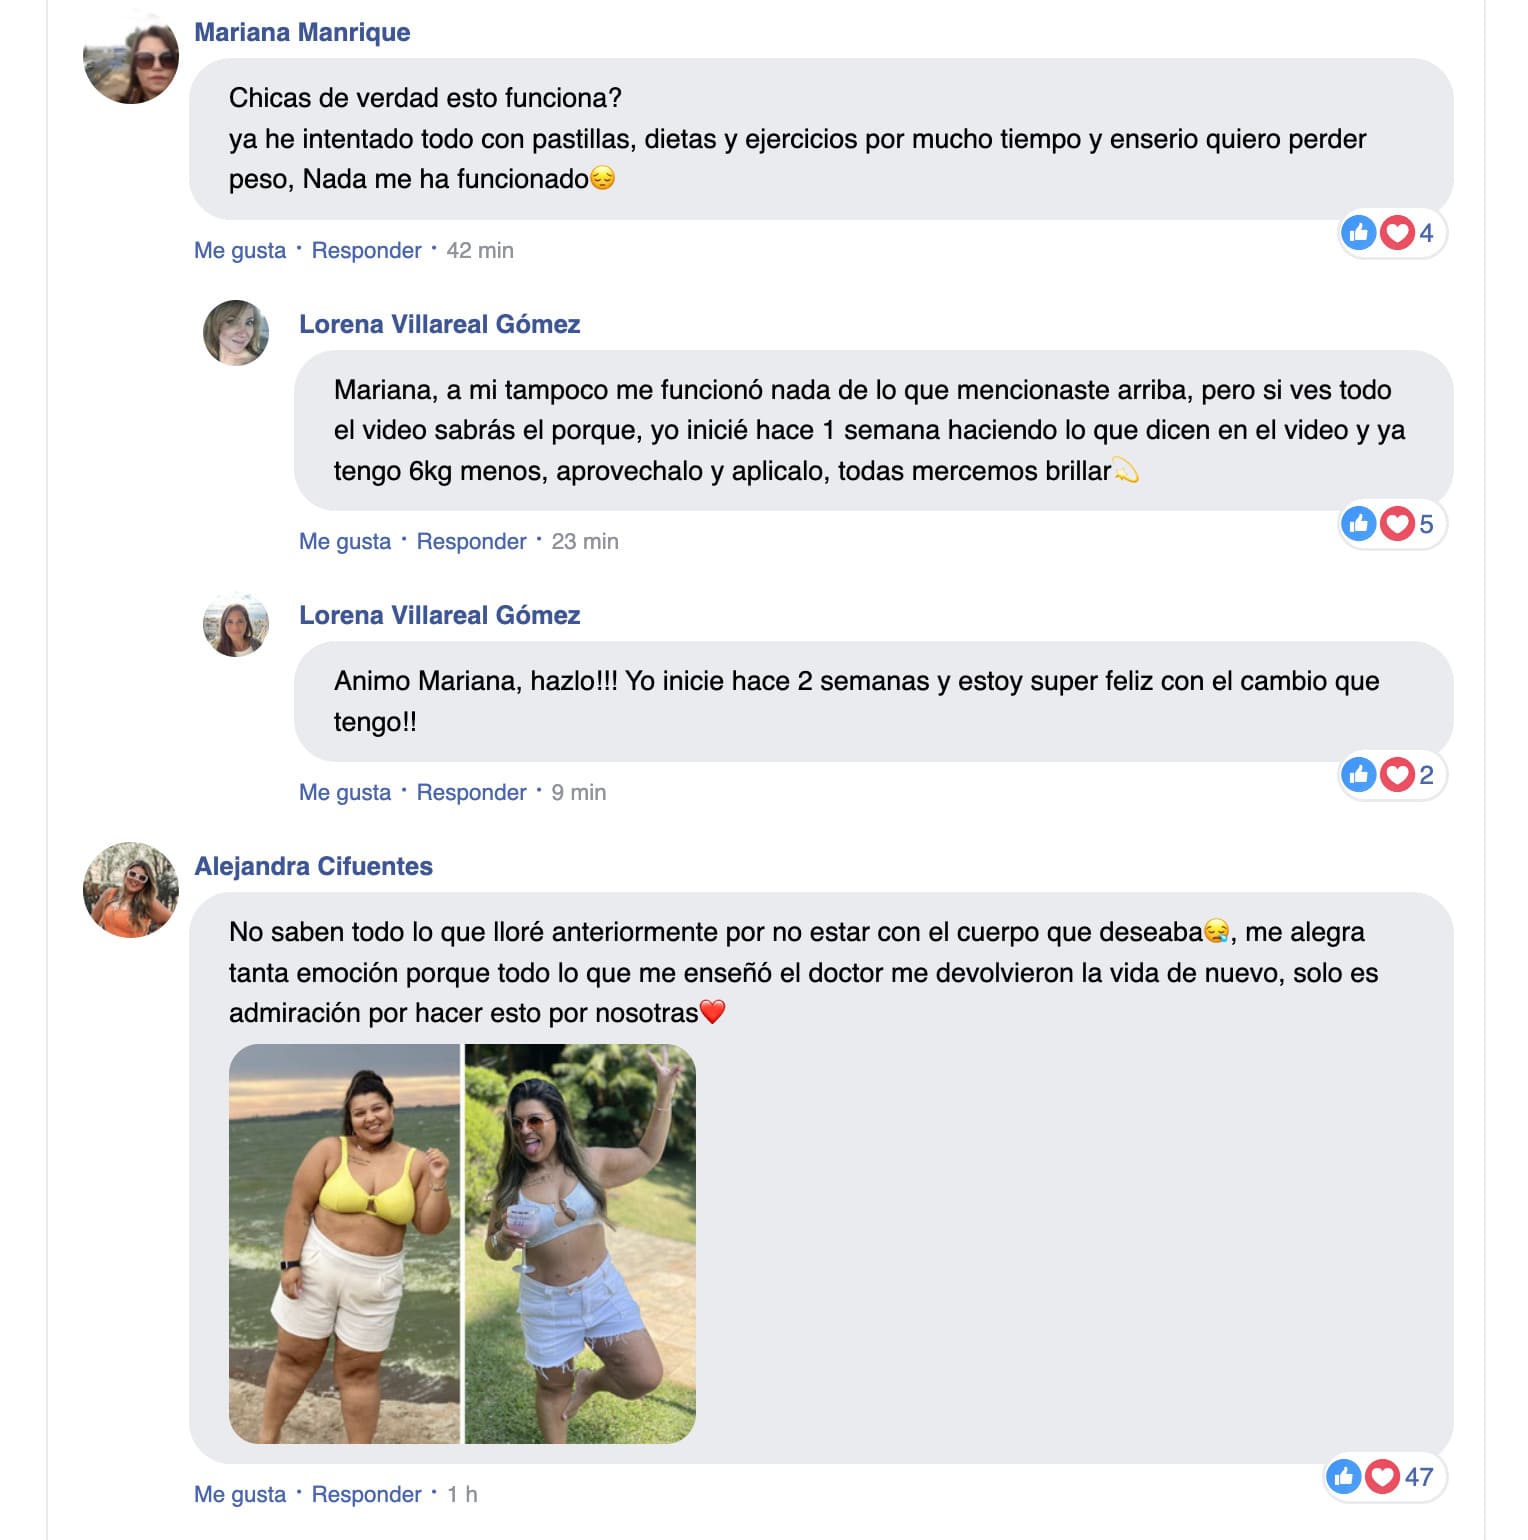 Mariana Manrique
Chicas de verdad esto funciona?
ya he intentado todo con pastillas, dietas y ejercicios por mucho tiempo y enserio quiero perder
peso, Nada me ha funcionado😔
Me gusta · Responder · 42 min
4
Lorena Villareal Gómez
Mariana, a mi tampoco me funcionó nada de lo que mencionaste arriba, pero si ves todo
el video sabrás el porque, yo inicié hace 1 semana haciendo lo que dicen en el video y ya
tengo 6kg menos, aprovechalo y aplicalo, todas mercemos brillar💫
Me gusta · Responder · 23 min
5
Lorena Villareal Gómez
Animo Mariana, hazlo!!! Yo inicie hace 2 semanas y estoy super feliz con el cambio que
tengo!!
Me gusta · Responder · 9 min
2
Alejandra Cifuentes
No saben todo lo que lloré anteriormente por no estar con el cuerpo que deseaba😪, me alegra
tanta emoción porque todo lo que me enseñó el doctor me devolvieron la vida de nuevo, solo es
admiración por hacer esto por nosotras❤️
Me gusta · Responder · 1 h
47